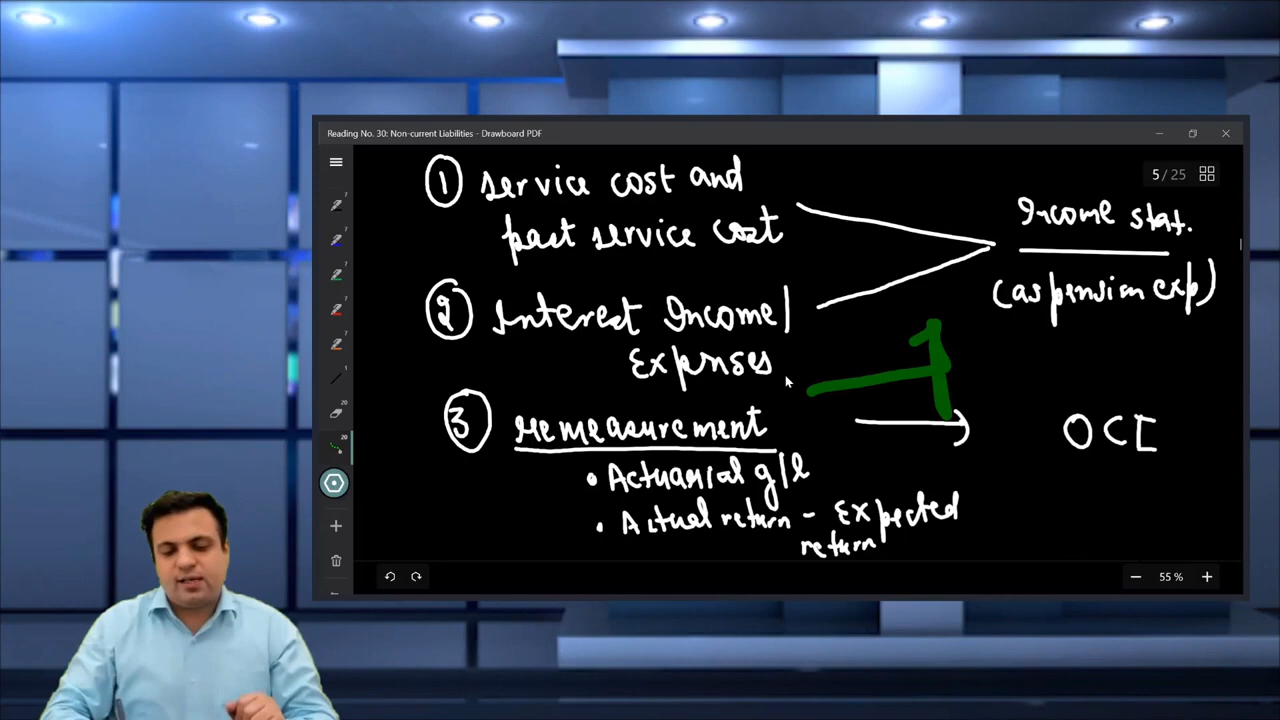 Reading No. 30: Non-current Liabilities - Drawboard PDF
5 / 25
① Service cost and
past service cost
Income stat.
(as pension exp)
② Interest Income/
Expenses
③ Remeasurement
OCI
• Actuarial g/l
• Actual return - Expected
return
55 %